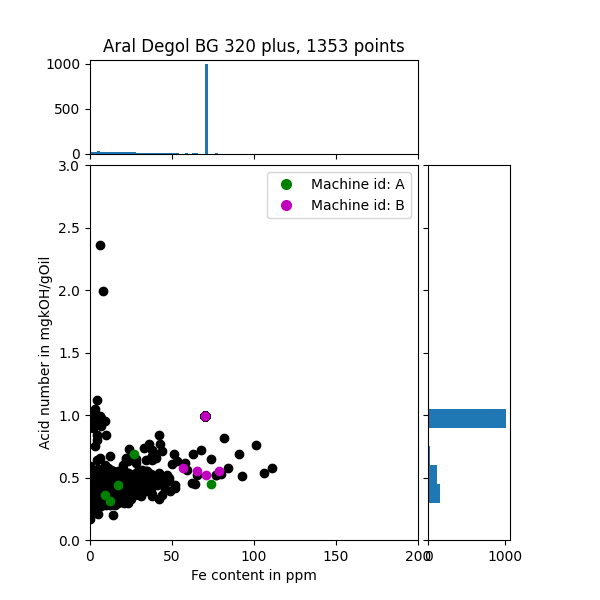 Aral Degol BG 320 plus, 1353 points
1000
500
0
3.0
2.5
2.0
1.5
1.0
0.5
0.0
Acid number in mgkOH/gOil
Machine id: A
Machine id: B
0 50 100 150 200
0 1000
Fe content in ppm